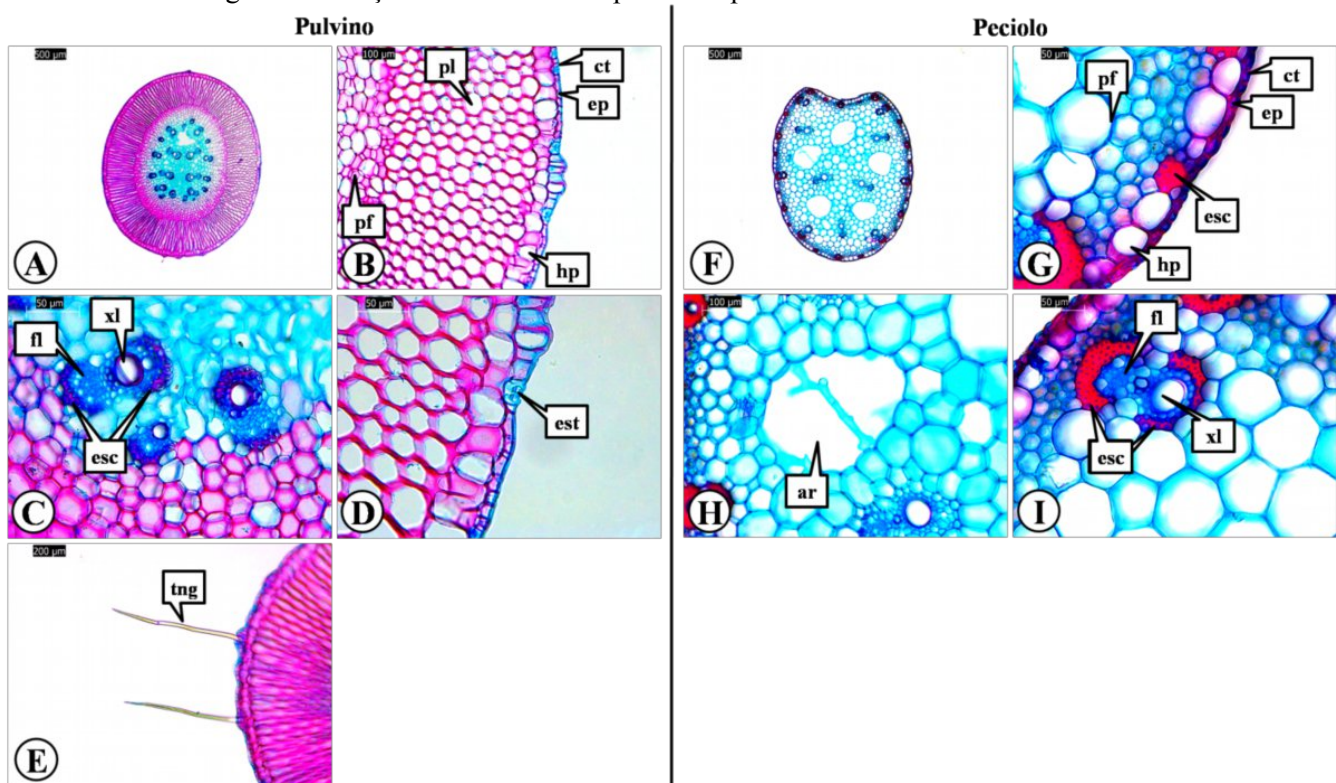 Pulvino
Peciolo
500 µm
A
100 µm
pl
ct
ep
pf
hp
B
500 µm
F
50 µm
pf
ct
ep
esc
hp
G
50 µm
xl
fl
esc
C
50 µm
est
D
100 µm
ar
H
50 µm
fl
xl
esc
I
200 µm
tng
E